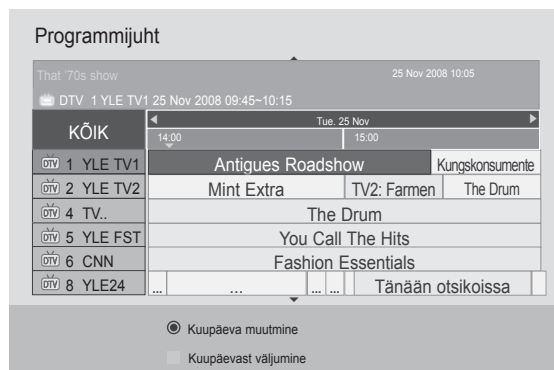 Programmijuht
That '70s show 25 Nov 2008 10:05
DTV 1 YLE TV1 25 Nov 2008 09:45~10:15
KÕIK
Tue. 25 Nov
14:00 15:00
DTV 1 YLE TV1 Antigues Roadshow Kungskonsumente
DTV 2 YLE TV2 Mint Extra TV2: Farmen The Drum
DTV 4 TV.. The Drum
DTV 5 YLE FST You Call The Hits
DTV 6 CNN Fashion Essentials
DTV 8 YLE24 ... ... ... ... Tänään otsikoissa
Kuupäeva muutmine
Kuupäevast väljumine